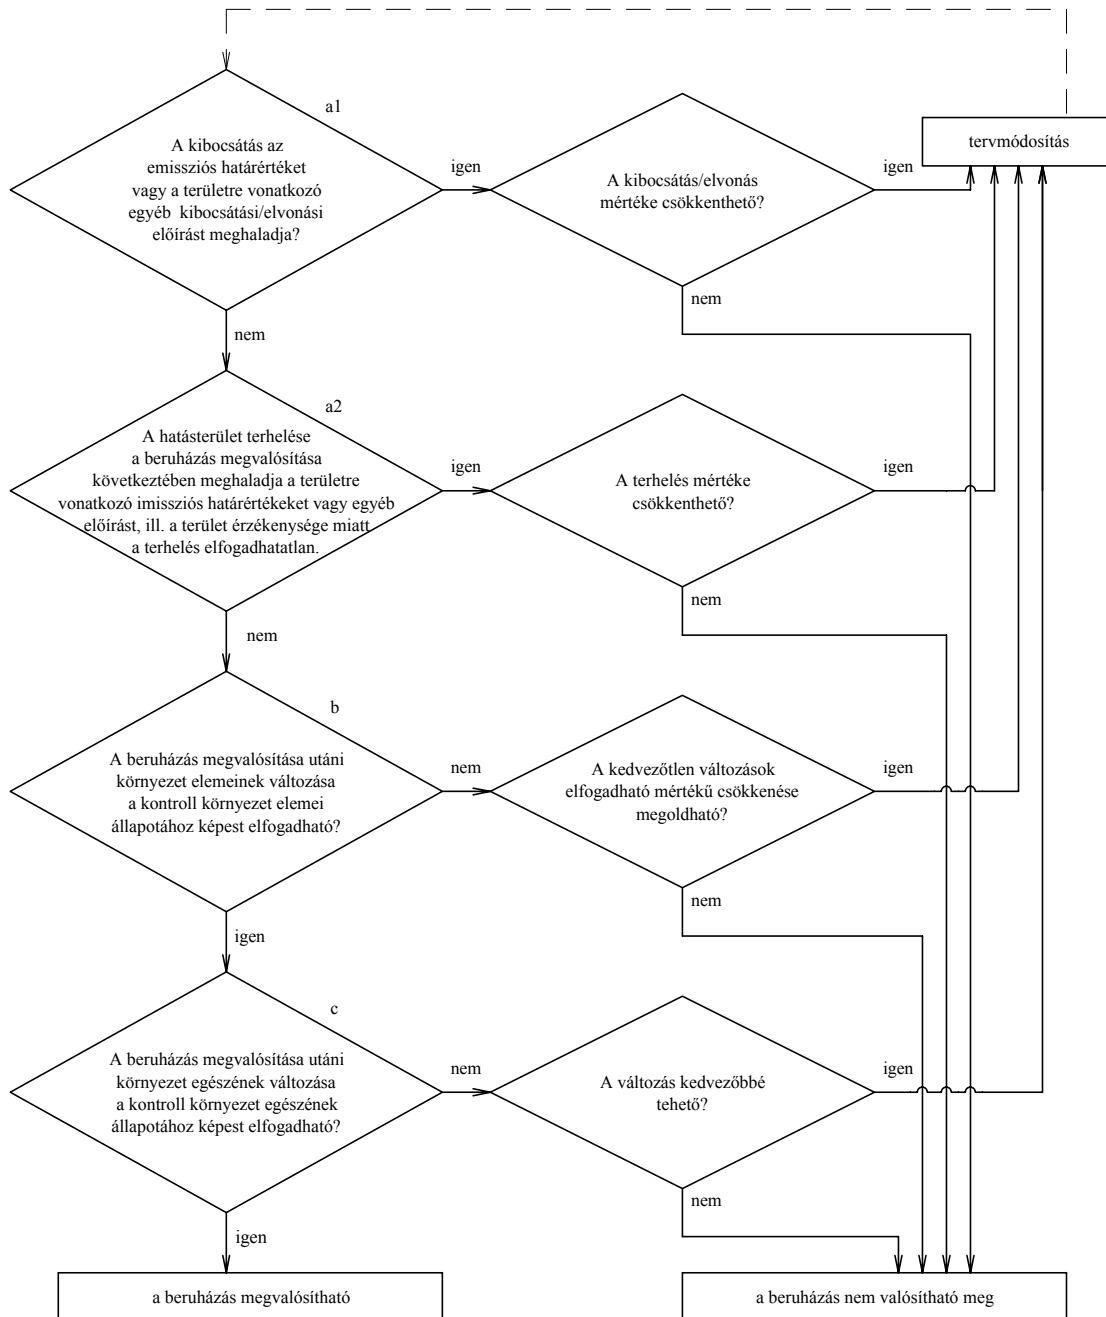 a1
A kibocsátás az
emissziós határértéket
vagy a területre vonatkozó
egyéb kibocsátási/elvonási
előírást meghaladja?
igen
A kibocsátás/elvonás
mértéke csökkenthető?
igen
tervmódosítás
nem
nem
a2
A hatásterület terhelése
a beruházás megvalósítása
következtében meghaladja a területre
vonatkozó imissziós határértékeket vagy egyéb
előírást, ill. a terület érzékenysége miatt
a terhelés elfogadhatatlan.
igen
A terhelés mértéke
csökkenthető?
igen
nem
nem
b
A beruházás megvalósítása utáni
környezet elemeinek változása
a kontroll környezet elemei
állapotához képest elfogadható?
nem
A kedvezőtlen változások
elfogadható mértékű csökkenése
megoldható?
igen
nem
igen
c
A beruházás megvalósítása utáni
környezet egészének változása
a kontroll környezet egészének
állapotához képest elfogadható?
nem
A változás kedvezőbbé
tehető?
igen
nem
igen
a beruházás megvalósítható
a beruházás nem valósítható meg